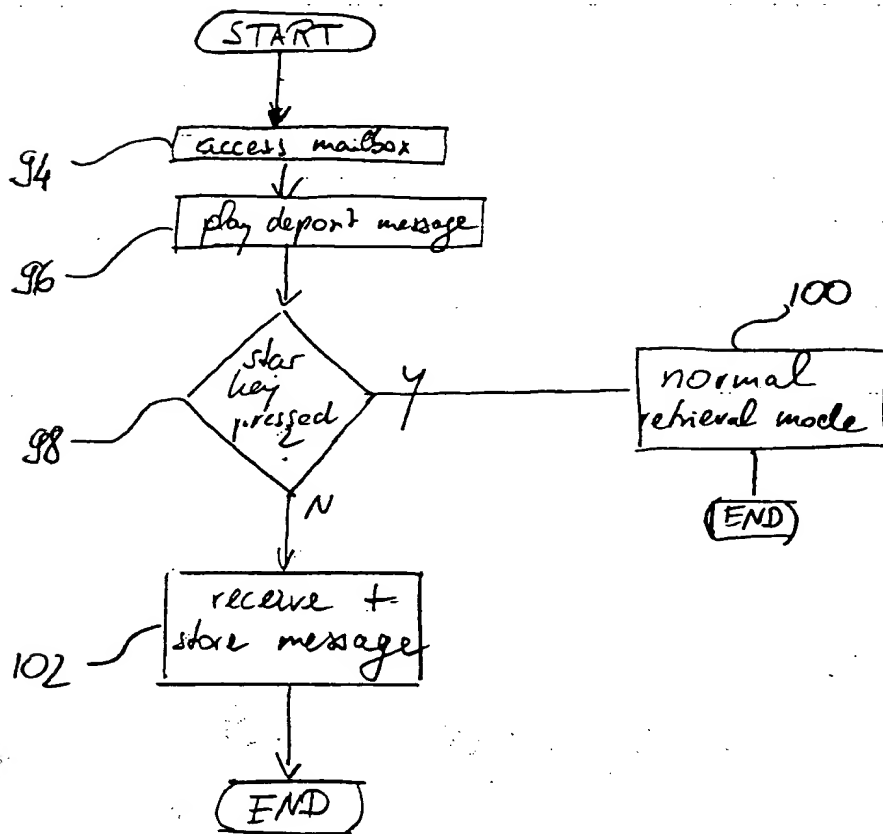 START
94
access mailbox
96
play deposit message
98
star
key
pressed
?
Y
100
normal
retrieval mode
END
N
102
receive +
store message
END